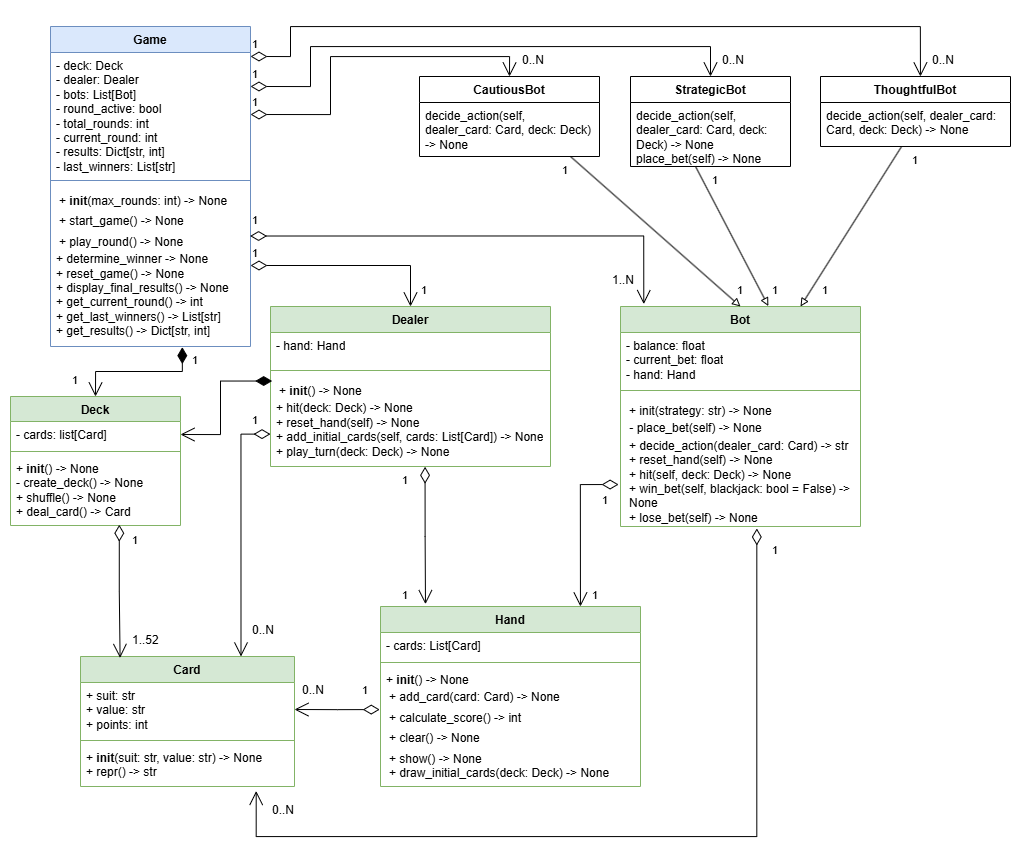 Game
- deck: Deck
- dealer: Dealer
- bots: List[Bot]
- round_active: bool
- total_rounds: int
- current_round: int
- results: Dict[str, int]
- last_winners: List[str]
+ init(max_rounds: int) -> None
+ start_game() -> None
+ play_round() -> None
+ determine_winner -> None
+ reset_game() -> None
+ display_final_results() -> None
+ get_current_round() -> int
+ get_last_winners() -> List[str]
+ get_results() -> Dict[str, int]
1
1
1
1
1
1
0..N
0..N
0..N
CautiousBot
decide_action(self,
dealer_card: Card, deck: Deck)
-> None
1
StrategicBot
decide_action(self,
dealer_card: Card, deck:
Deck) -> None
place_bet(self) -> None
1
ThoughtfulBot
decide_action(self, dealer_card:
Card, deck: Deck) -> None
1
1..N
1
1
1
1
1
Dealer
- hand: Hand
+ init() -> None
+ hit(deck: Deck) -> None
+ reset_hand(self) -> None
+ add_initial_cards(self, cards: List[Card]) -> None
+ play_turn(deck: Deck) -> None
1
1
Bot
- balance: float
- current_bet: float
- hand: Hand
+ init(strategy: str) -> None
- place_bet(self) -> None
+ decide_action(dealer_card: Card) -> str
+ reset_hand(self) -> None
+ hit(self, deck: Deck) -> None
+ win_bet(self, blackjack: bool = False) ->
None
+ lose_bet(self) -> None
1
1
Deck
- cards: list[Card]
+ init() -> None
- create_deck() -> None
+ shuffle() -> None
+ deal_card() -> Card
1
1..52
0..N
1
1
Hand
- cards: List[Card]
+ init() -> None
+ add_card(card: Card) -> None
+ calculate_score() -> int
+ clear() -> None
+ show() -> None
+ draw_initial_cards(deck: Deck) -> None
1
0..N
Card
+ suit: str
+ value: str
+ points: int
+ init(suit: str, value: str) -> None
+ repr() -> str
0..N